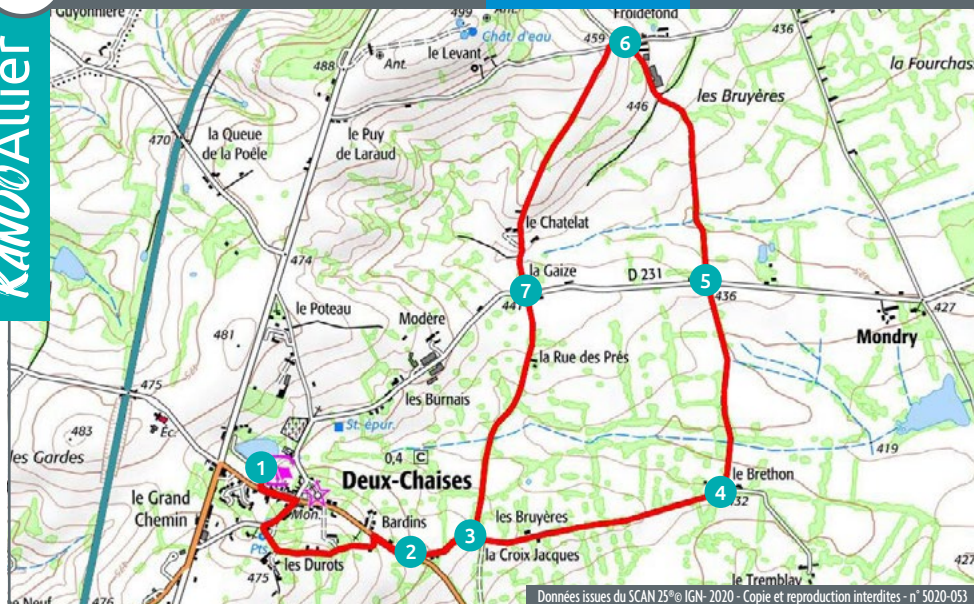 RANDOAllier
Guyonnière
499
Ant.
Chât. d'eau
le Levant
Froidefond
459
6
436
la Fourchas
488
Ant.
446
les Bruyères
470
la Queue
de la Poêle
le Puy
de Laraud
le Chatelat
474
la Gaize
D 231
5
436
7
447
427
Mondry
le Poteau
Modère
481
la Rue des Prés
475
les Burnais
St. épur.
Éc.
483
les Gardes
0,4 C
419
1
Deux-Chaises
le Brethon
4
432
le Grand
Chemin
Mon.
Bardins
les Bruyères
3
2
la Croix Jacques
Pts
les Durots
475
427
le Tremblay
le Neuf
476
Données issues du SCAN 25®© IGN- 2020 - Copie et reproduction interdites - n° 5020-053